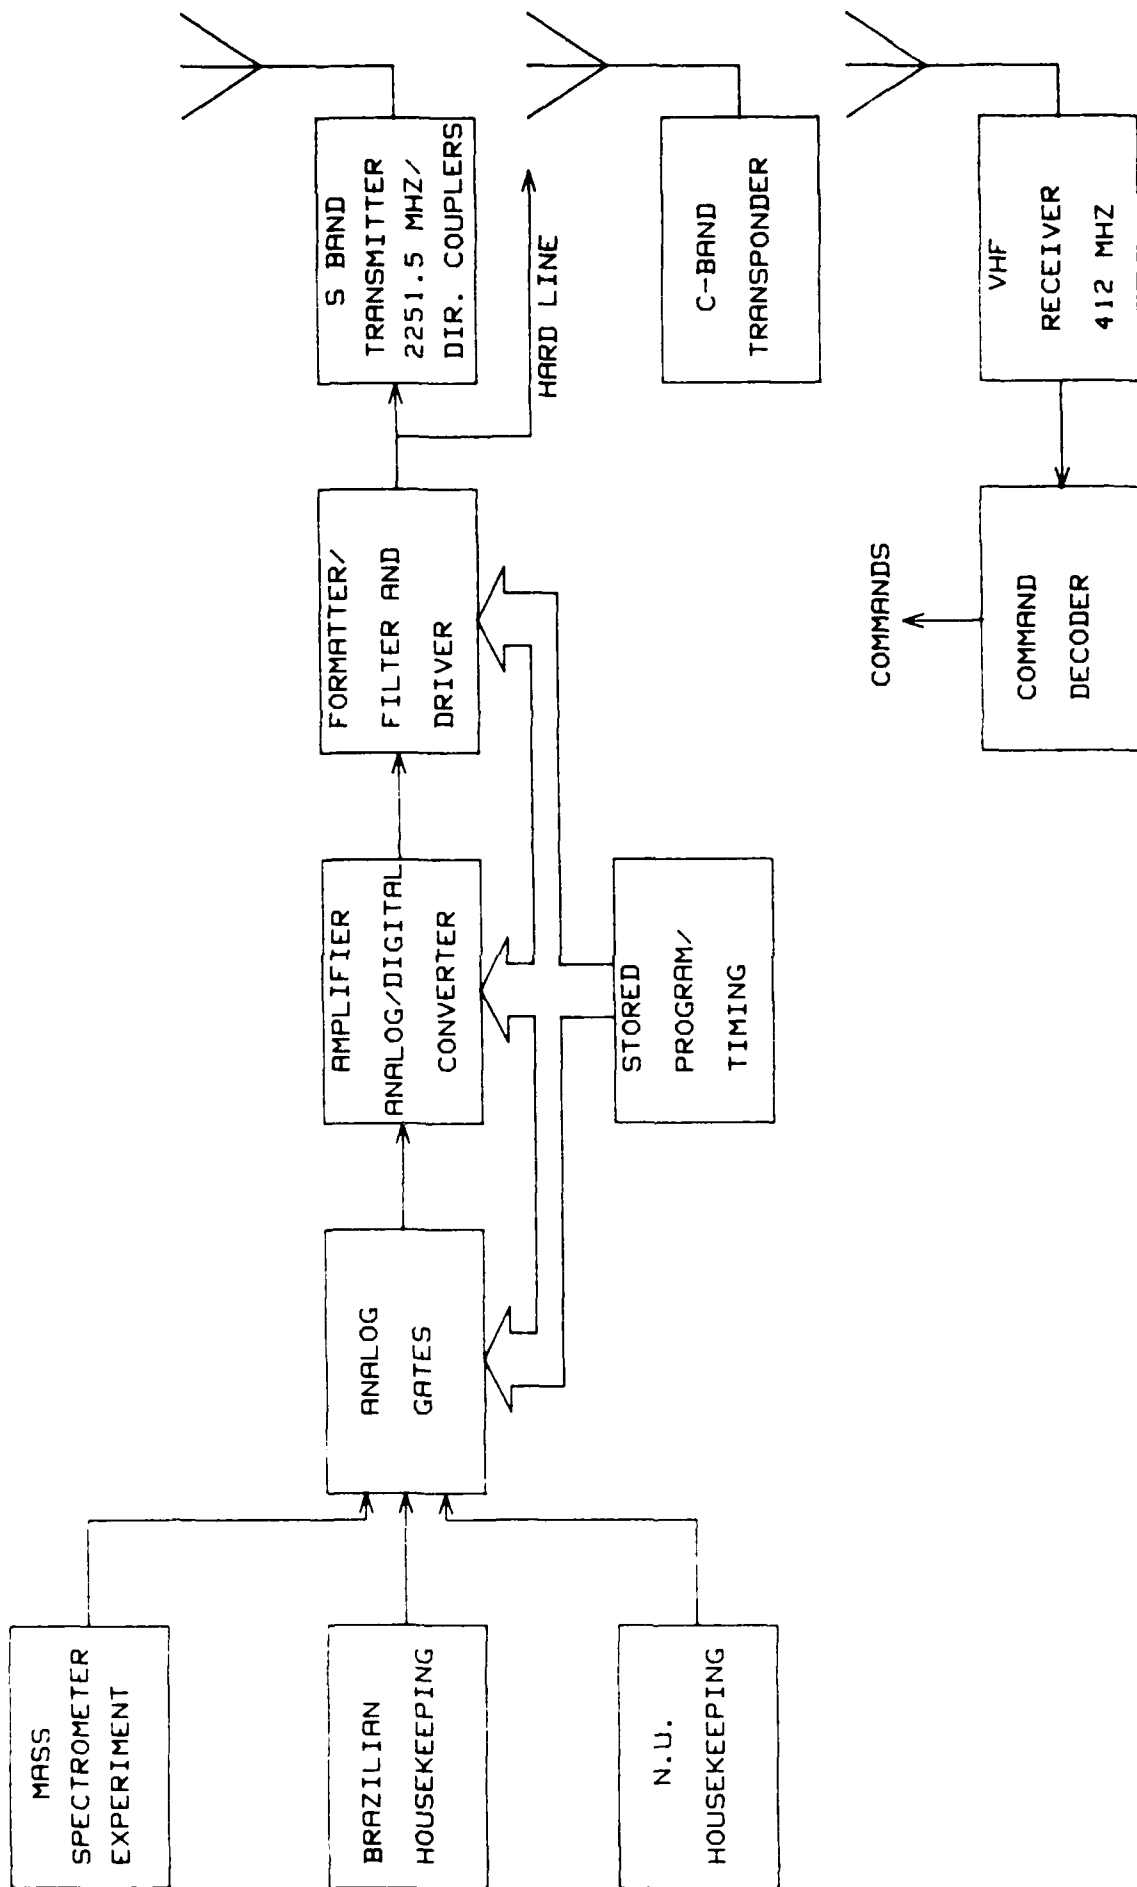 MASS
SPECTROMETER
EXPERIMENT
BRAZILIAN
HOUSEKEEPING
N.U.
HOUSEKEEPING
ANALOG
GATES
AMPLIFIER
ANALOG/DIGITAL
CONVERTER
STORED
PROGRAM/
TIMING
FORMATTER/
FILTER AND
DRIVER
S BAND
TRANSMITTER
2251.5 MHZ/
DIR. COUPLERS
HARD LINE
C-BAND
TRANSPONDER
COMMANDS
COMMAND
DECODER
VHF
RECEIVER
412 MHZ